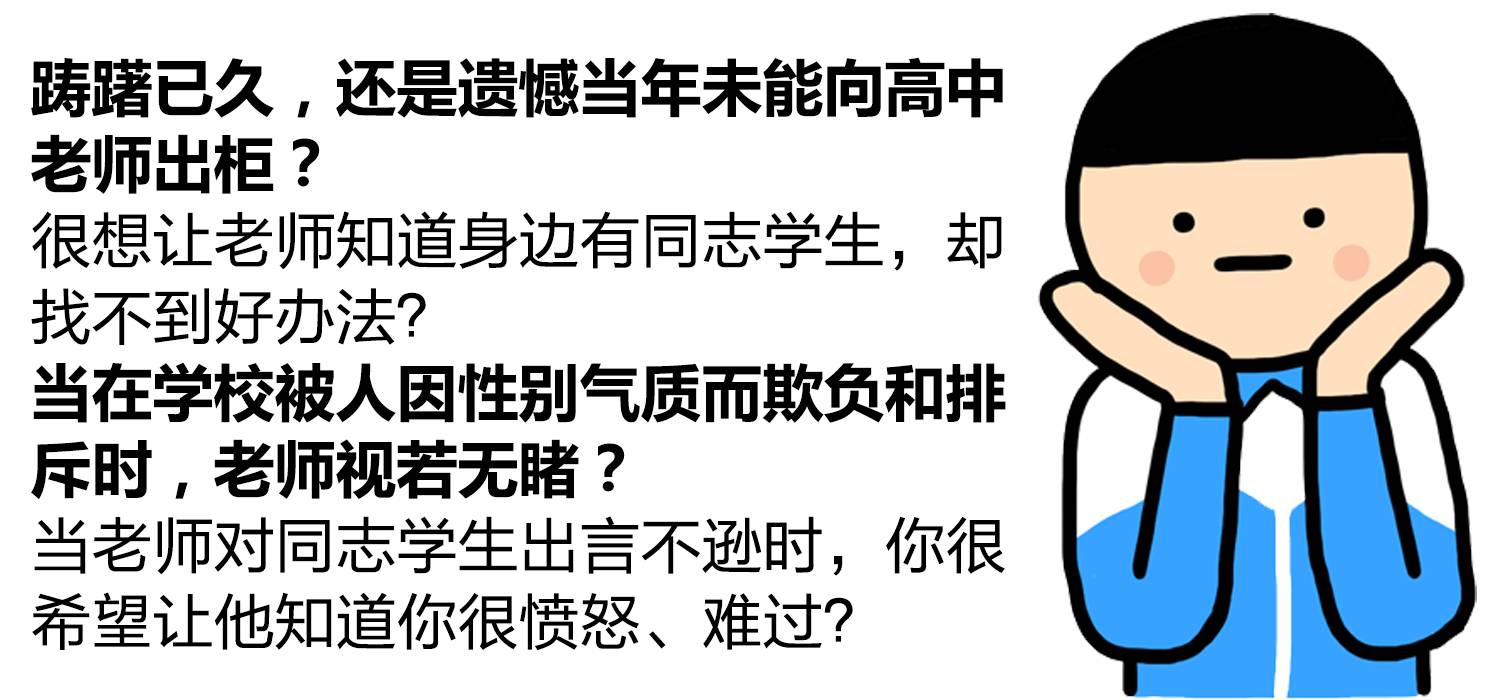 踌躇已久，还是遗憾当年未能向高中
老师出柜？
很想让老师知道身边有同志学生，却
找不到好办法?
当在学校被人因性别气质而欺负和排
斥时，老师视若无睹？
当老师对同志学生出言不逊时，你很
希望让他知道你很愤怒、难过?